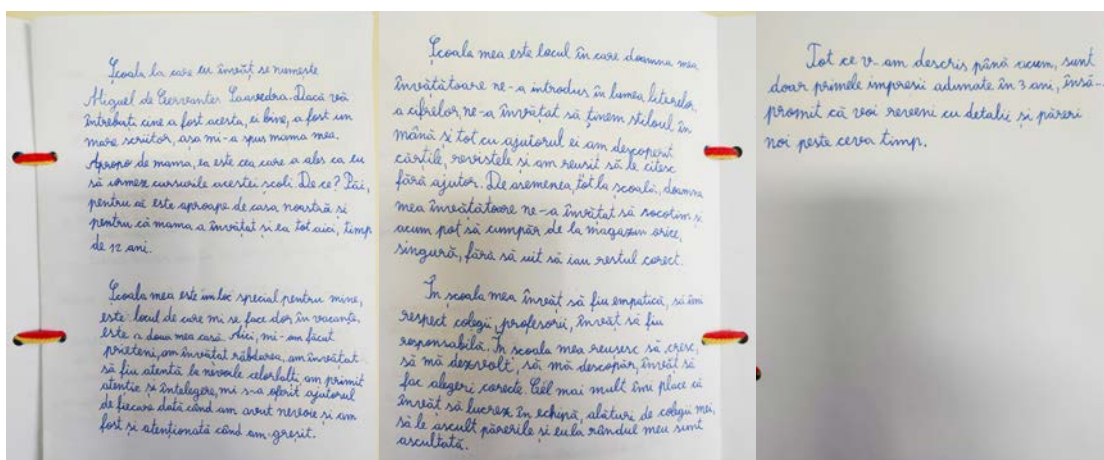 Școala la care eu învăț se numește
Miguel de Cervantes Saavedra. Dacă vă
întrebați cine a fost acesta, ei bine, a fost un
mare scriitor, așa mi-a spus mama mea.
Apropo de mama, ea este cea care a ales ca eu
să urmez cursurile acestei școli. De ce? Păi,
pentru că este aproape de casa noastră și
pentru că mama a învățat și ea tot aici, timp
de 12 ani.
Școala mea este un loc special pentru mine,
este locul de care mi se face dor în vacanțe,
este a doua mea casă. Aici, mi-am făcut
prieteni, am învățat răbdarea, am învățat
să fiu atentă la nevoile celorlalți, am primit
atenție și înțelegere, mi s-a oferit ajutorul
de fiecare dată când am avut nevoie și am
fost și atenționată când am greșit.
Școala mea este locul în care doamna mea
învățătoare ne-a introdus în lumea literelor,
a cifrelor, ne-a învățat să ținem stiloul în
mână și tot cu ajutorul ei am descoperit
cărțile, revistele și am reușit să le citesc
fără ajutor. De asemenea, tot la școală, doamna
mea învățătoare ne-a învățat să socotim și
acum pot să cumpăr de la magazin orice,
singură, fără să uit să iau restul corect.
În școala mea învăț să fiu empatică, să îmi
respect colegii, profesorii, învăț să fiu
responsabilă. În școala mea reușesc să cresc,
să mă dezvolt, să mă descopăr, învăț să
fac alegeri corecte. Cel mai mult îmi place că
învăț să lucrez în echipă, alături de colegii mei,
să le ascult părerile și eu la rândul meu sunt
ascultată.
Tot ce v-am descris până acum, sunt
doar primele impresii adunate în 3 ani, însă...
promit că voi reveni cu detalii și păreri
noi peste ceva timp.